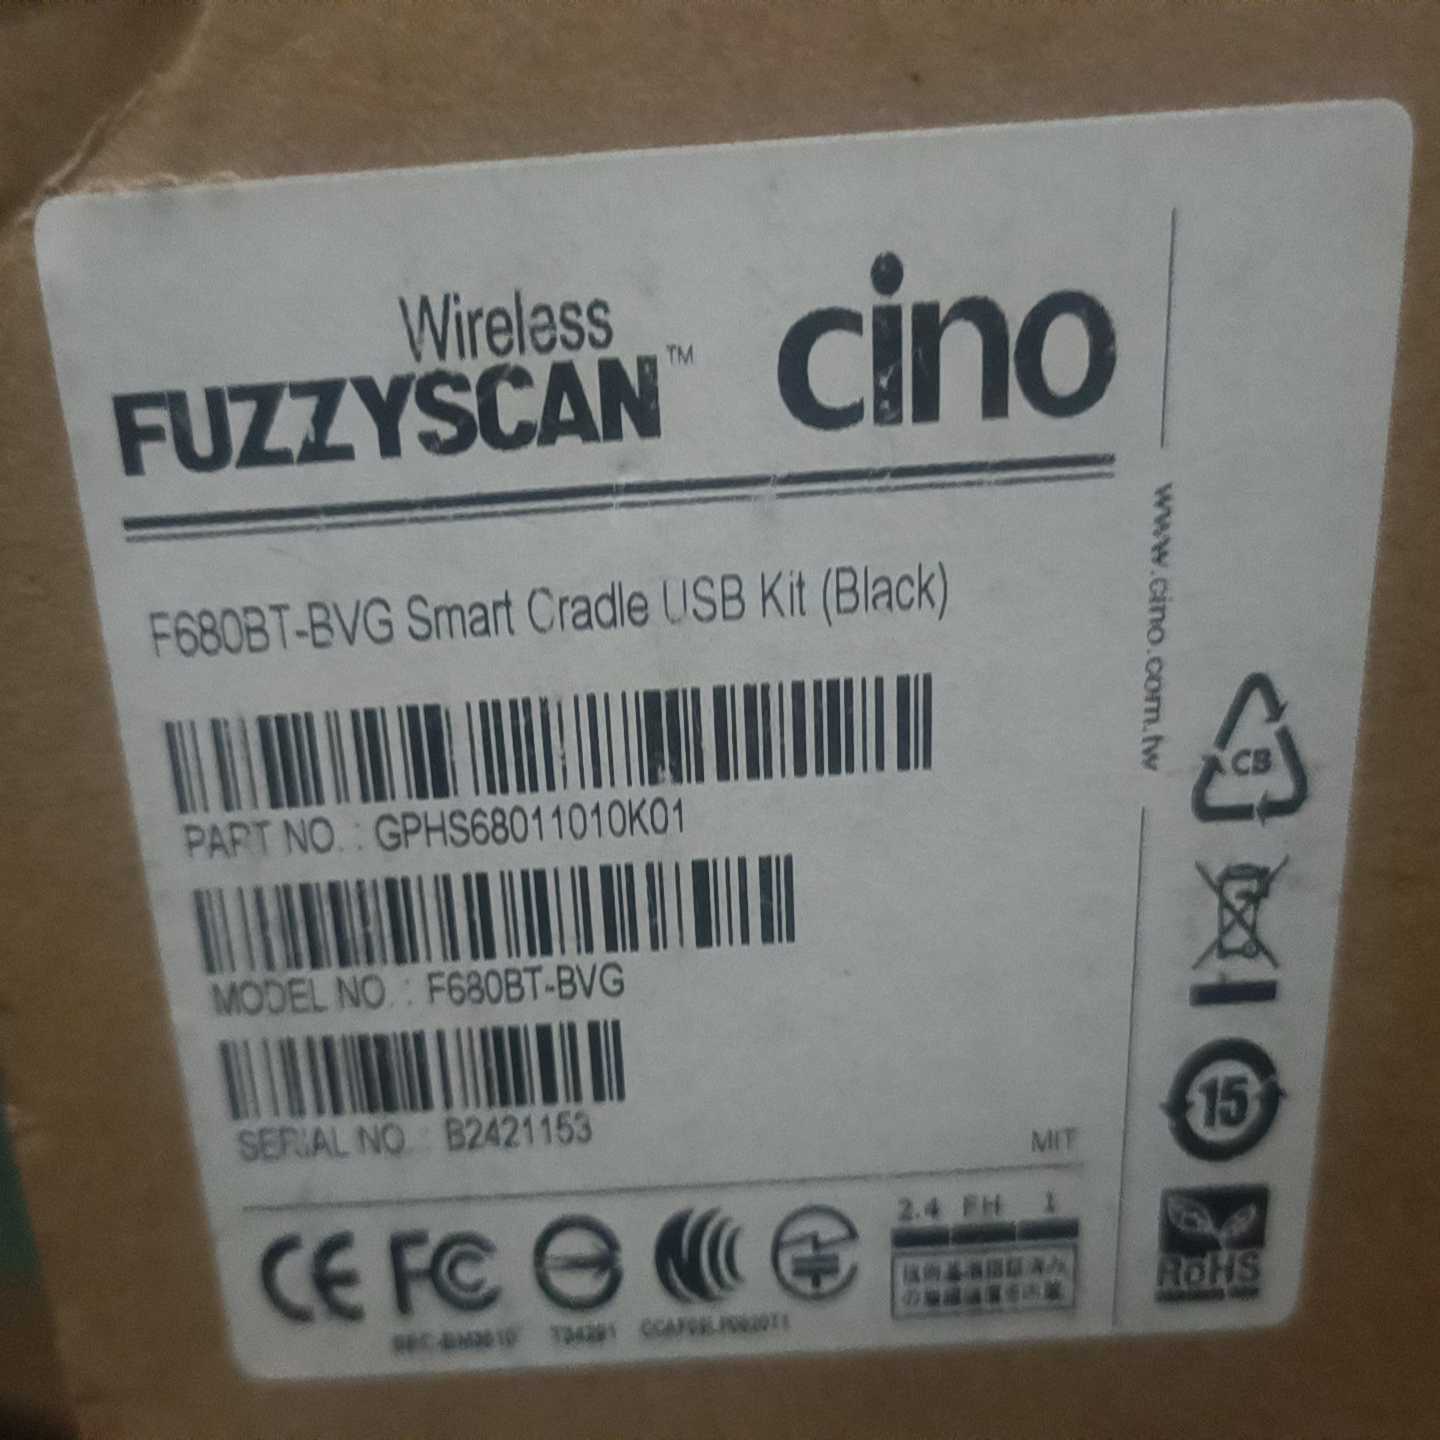 Wireless
FUZZYSCAN™
cino
F680BT-BVG Smart Cradle USB Kit (Black)
PART NO. : GPHS68011010K01
MODEL NO. : F680BT-BVG
SERIAL NO. : B2421153
MIT
CE FC
2.4 FH 1
www.cino.com.tw
CB
15
RoHS